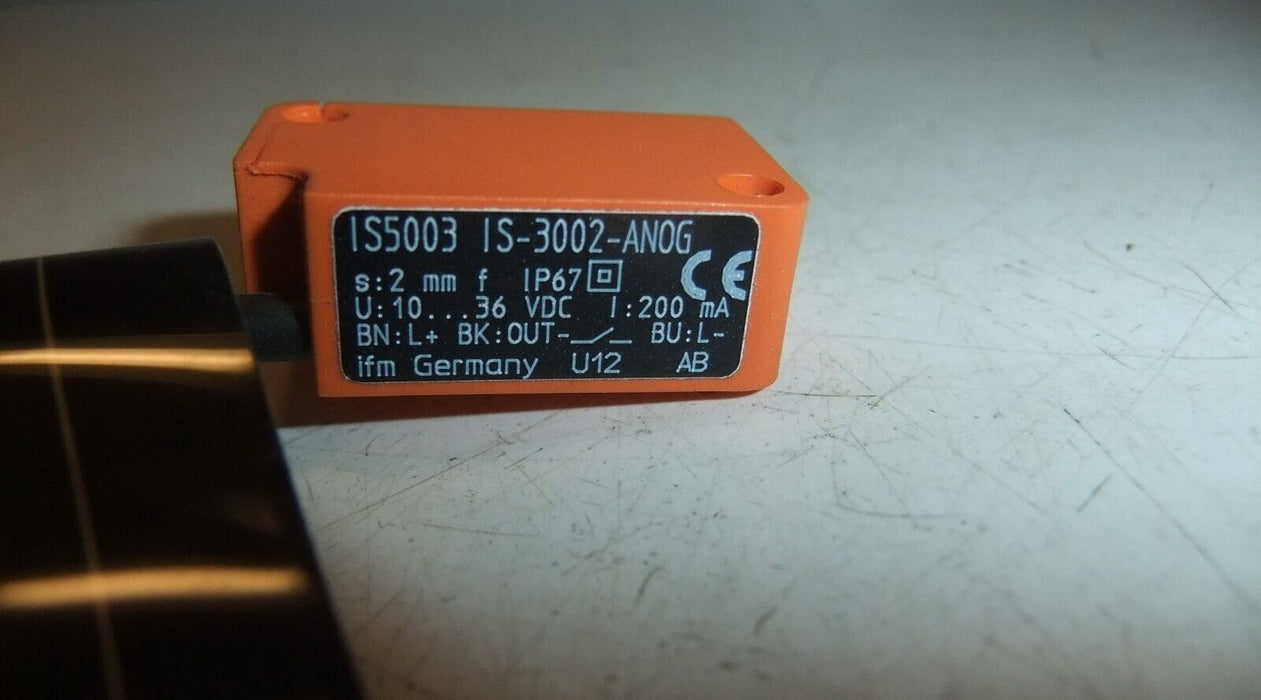 IS5003 IS-3002-ANOG
CE
s:2 mm f IP67
U:10...36 VDC I:200 mA
BN:L+ BK:OUT- BU:L-
ifm Germany U12 AB